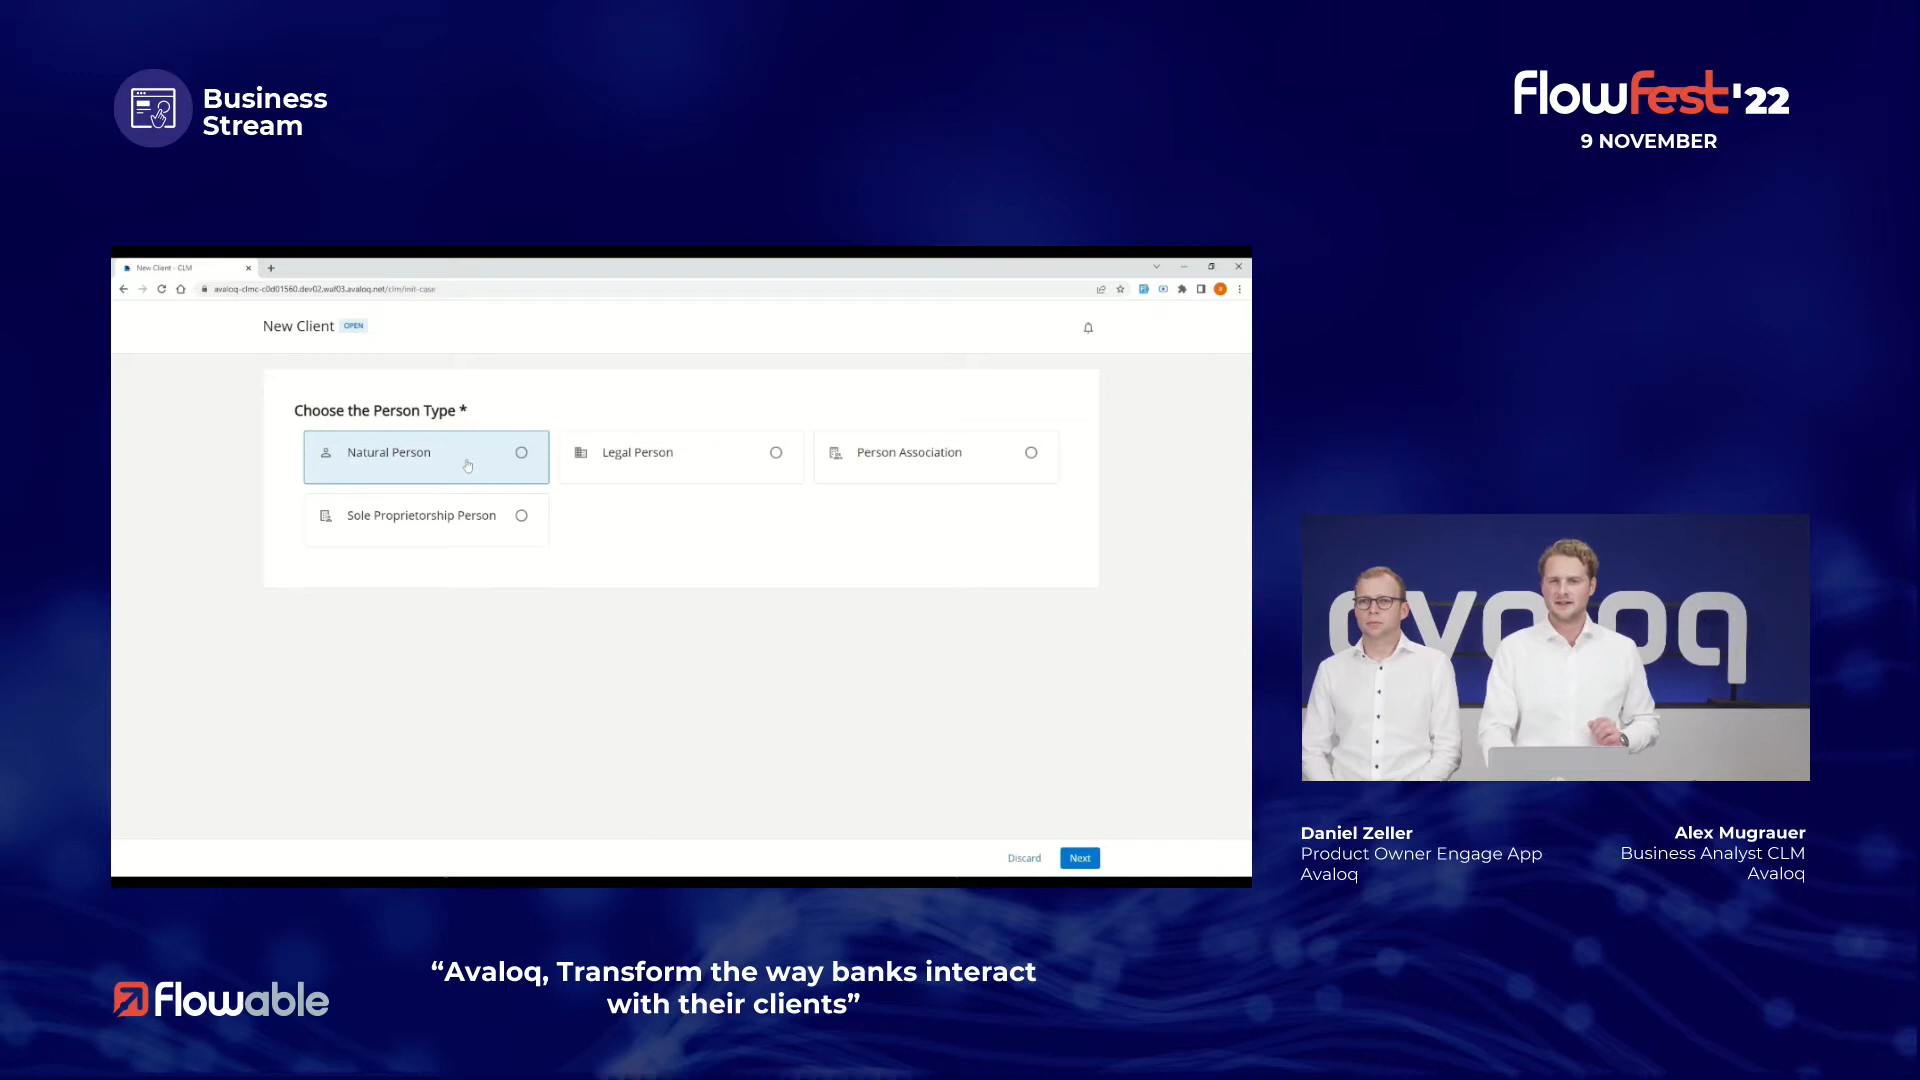 Business
Stream
flowfest'22
9 NOVEMBER
New Client - CLM
avaloq-clmc-c0d01560.dev02.waf03.avaloq.net/clm/init-case
New Client OPEN
Choose the Person Type *
Natural Person
Legal Person
Person Association
Sole Proprietorship Person
Discard
Next
avaloq
Daniel Zeller
Product Owner Engage App
Avaloq
Alex Mugrauer
Business Analyst CLM
Avaloq
Flowable
“Avaloq, Transform the way banks interact
with their clients”